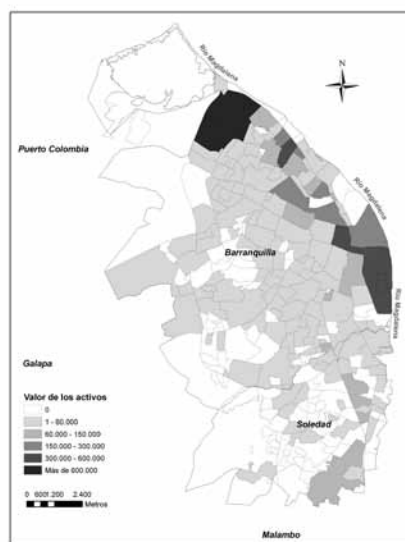 Río Magdalena
N
Puerto Colombia
Río Magdalena
Barranquilla
Río Magdalena
Galapa
Valor de los activos
0
1 - 60.000
60.000 - 150.000
150.000 - 300.000
300.000 - 600.000
Más de 600.000
Soledad
0 600 1.200 2.400
Metros
Malambo